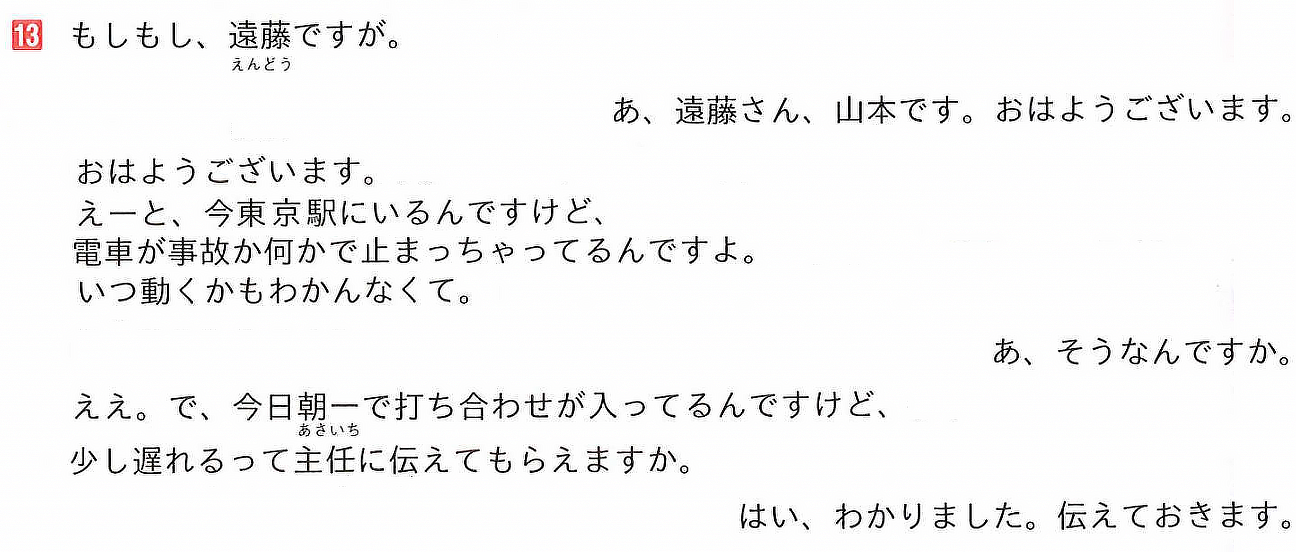 13 もしもし、遠藤ですが。
えんどう
あ、遠藤さん、山本です。おはようございます。
おはようございます。
えーと、今東京駅にいるんですけど、
電車が事故か何かで止まっちゃってるんですよ。
いつ動くかもわかんなくて。
あ、そうなんですか。
ええ。で、今日朝一で打ち合わせが入ってるんですけど、
あさいち
少し遅れるって主任に伝えてもらえますか。
はい、わかりました。伝えておきます。